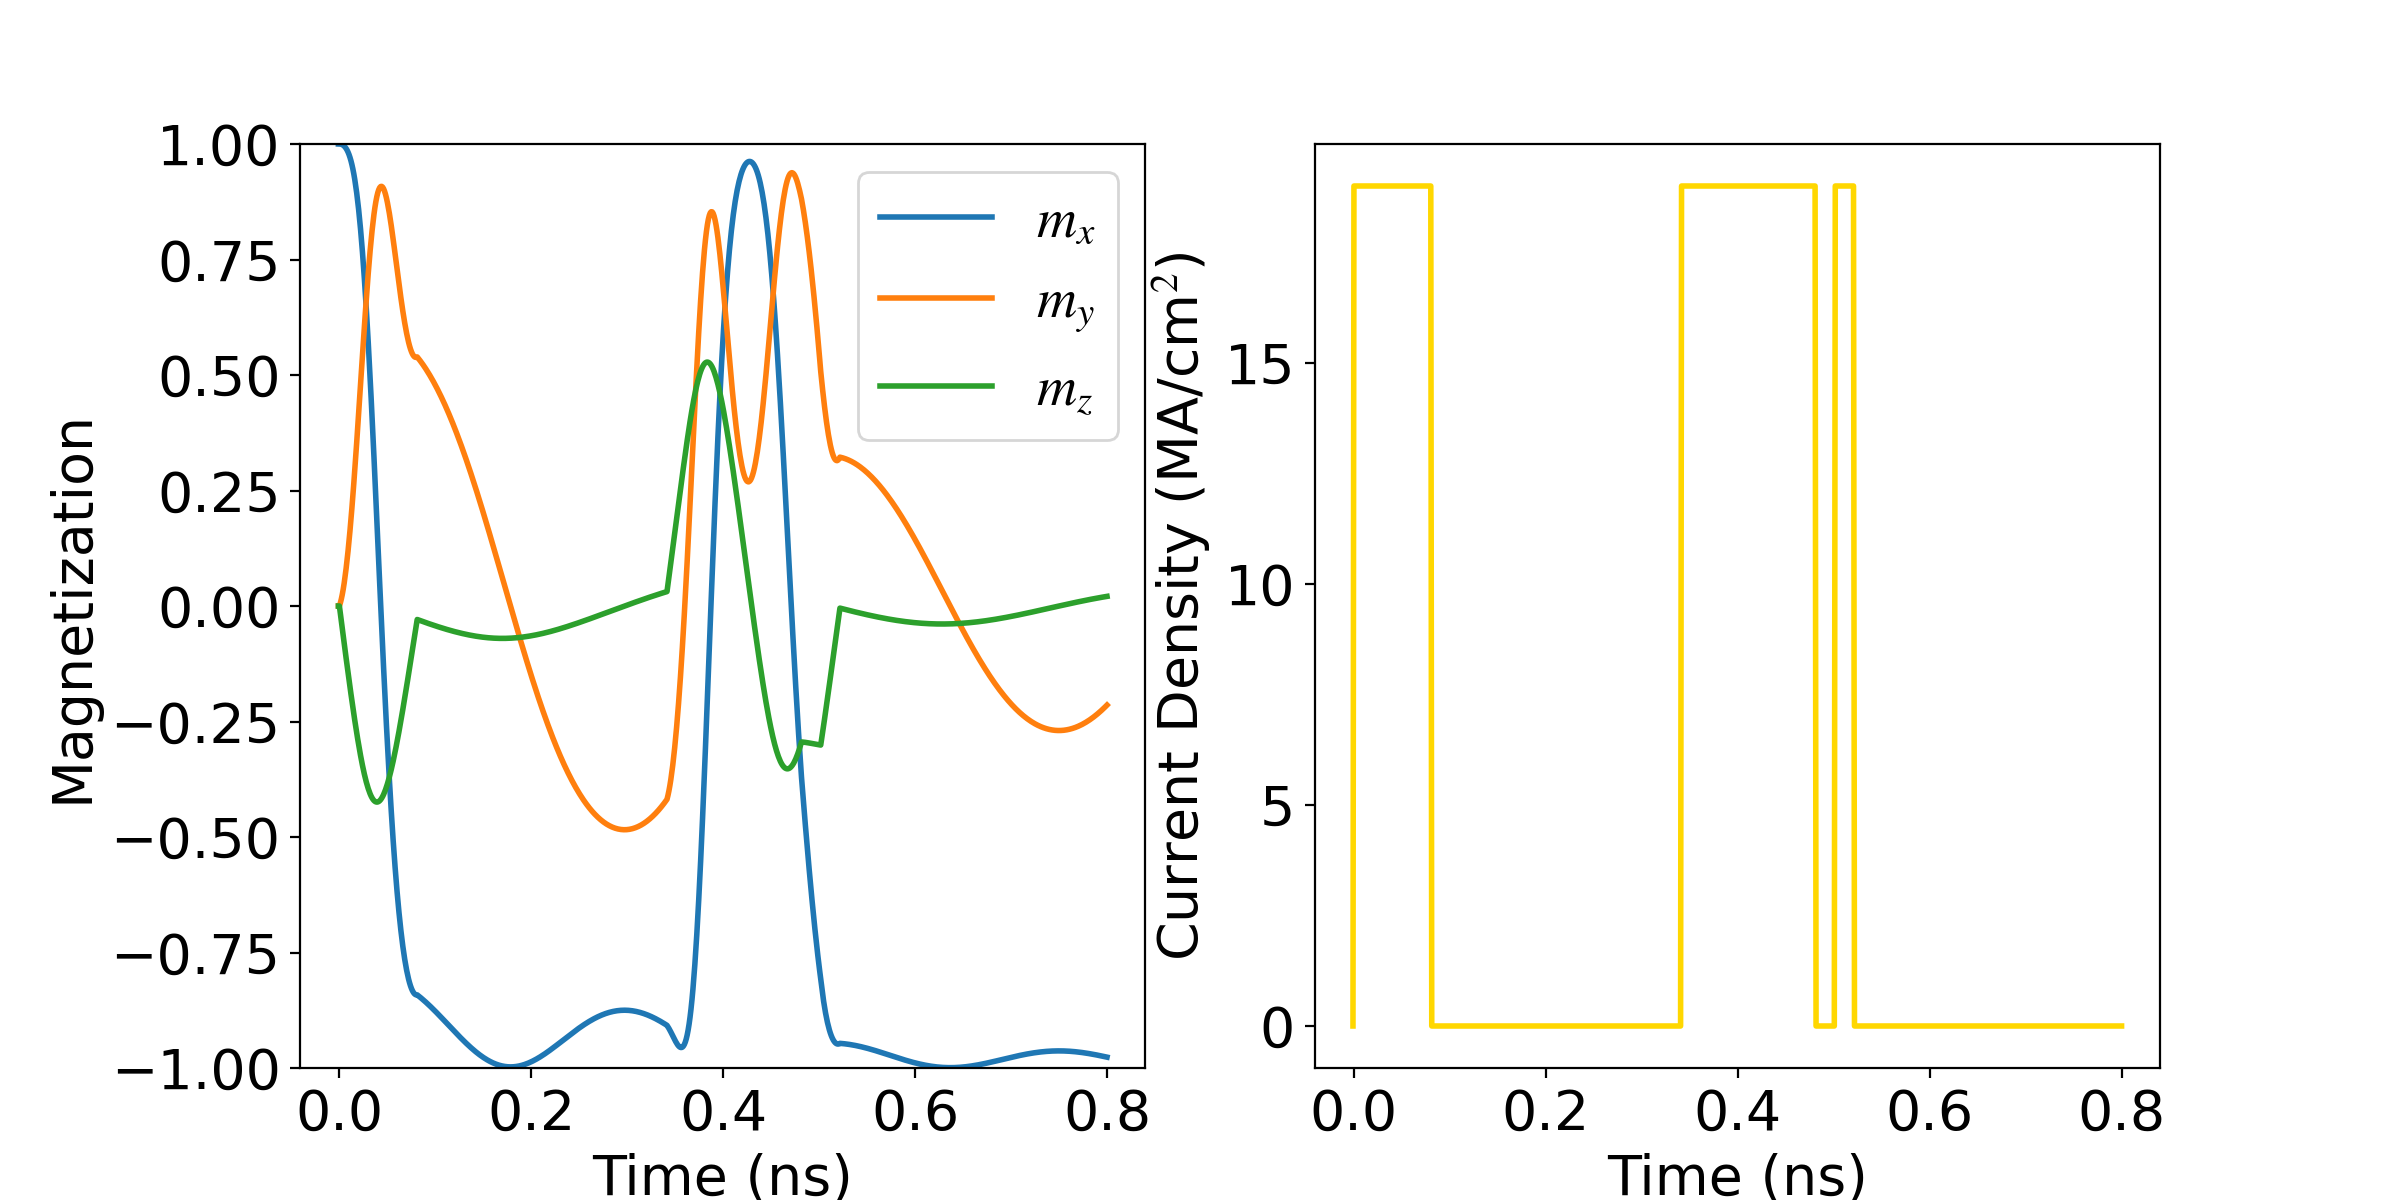 1.00
0.75
0.50
0.25
0.00
−0.25
−0.50
−0.75
−1.00
Magnetization
0.0 0.2 0.4 0.6 0.8
Time (ns)
m_x
m_y
m_z
Current Density (MA/cm²)
15
10
5
0
0.0 0.2 0.4 0.6 0.8
Time (ns)